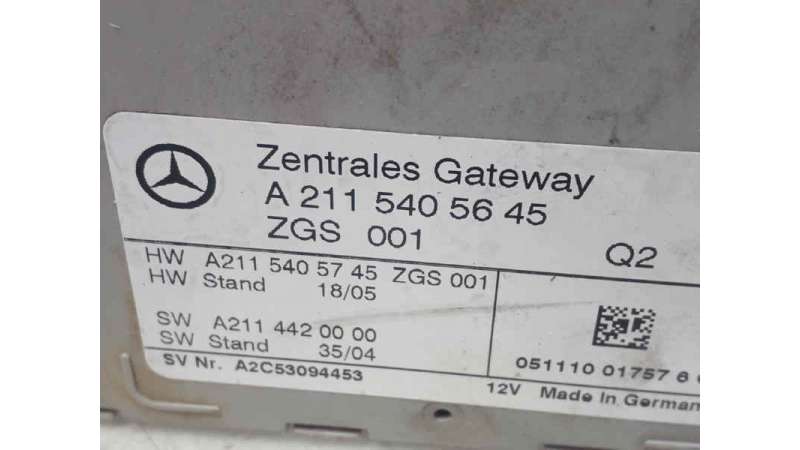 Zentrales Gateway
A 211 540 56 45
ZGS 001
Q2
HW A211 540 57 45 ZGS 001
HW Stand 18/05
SW A211 442 00 00
SW Stand 35/04
SV Nr. A2C53094453
051110 01757 6
12V Made In German